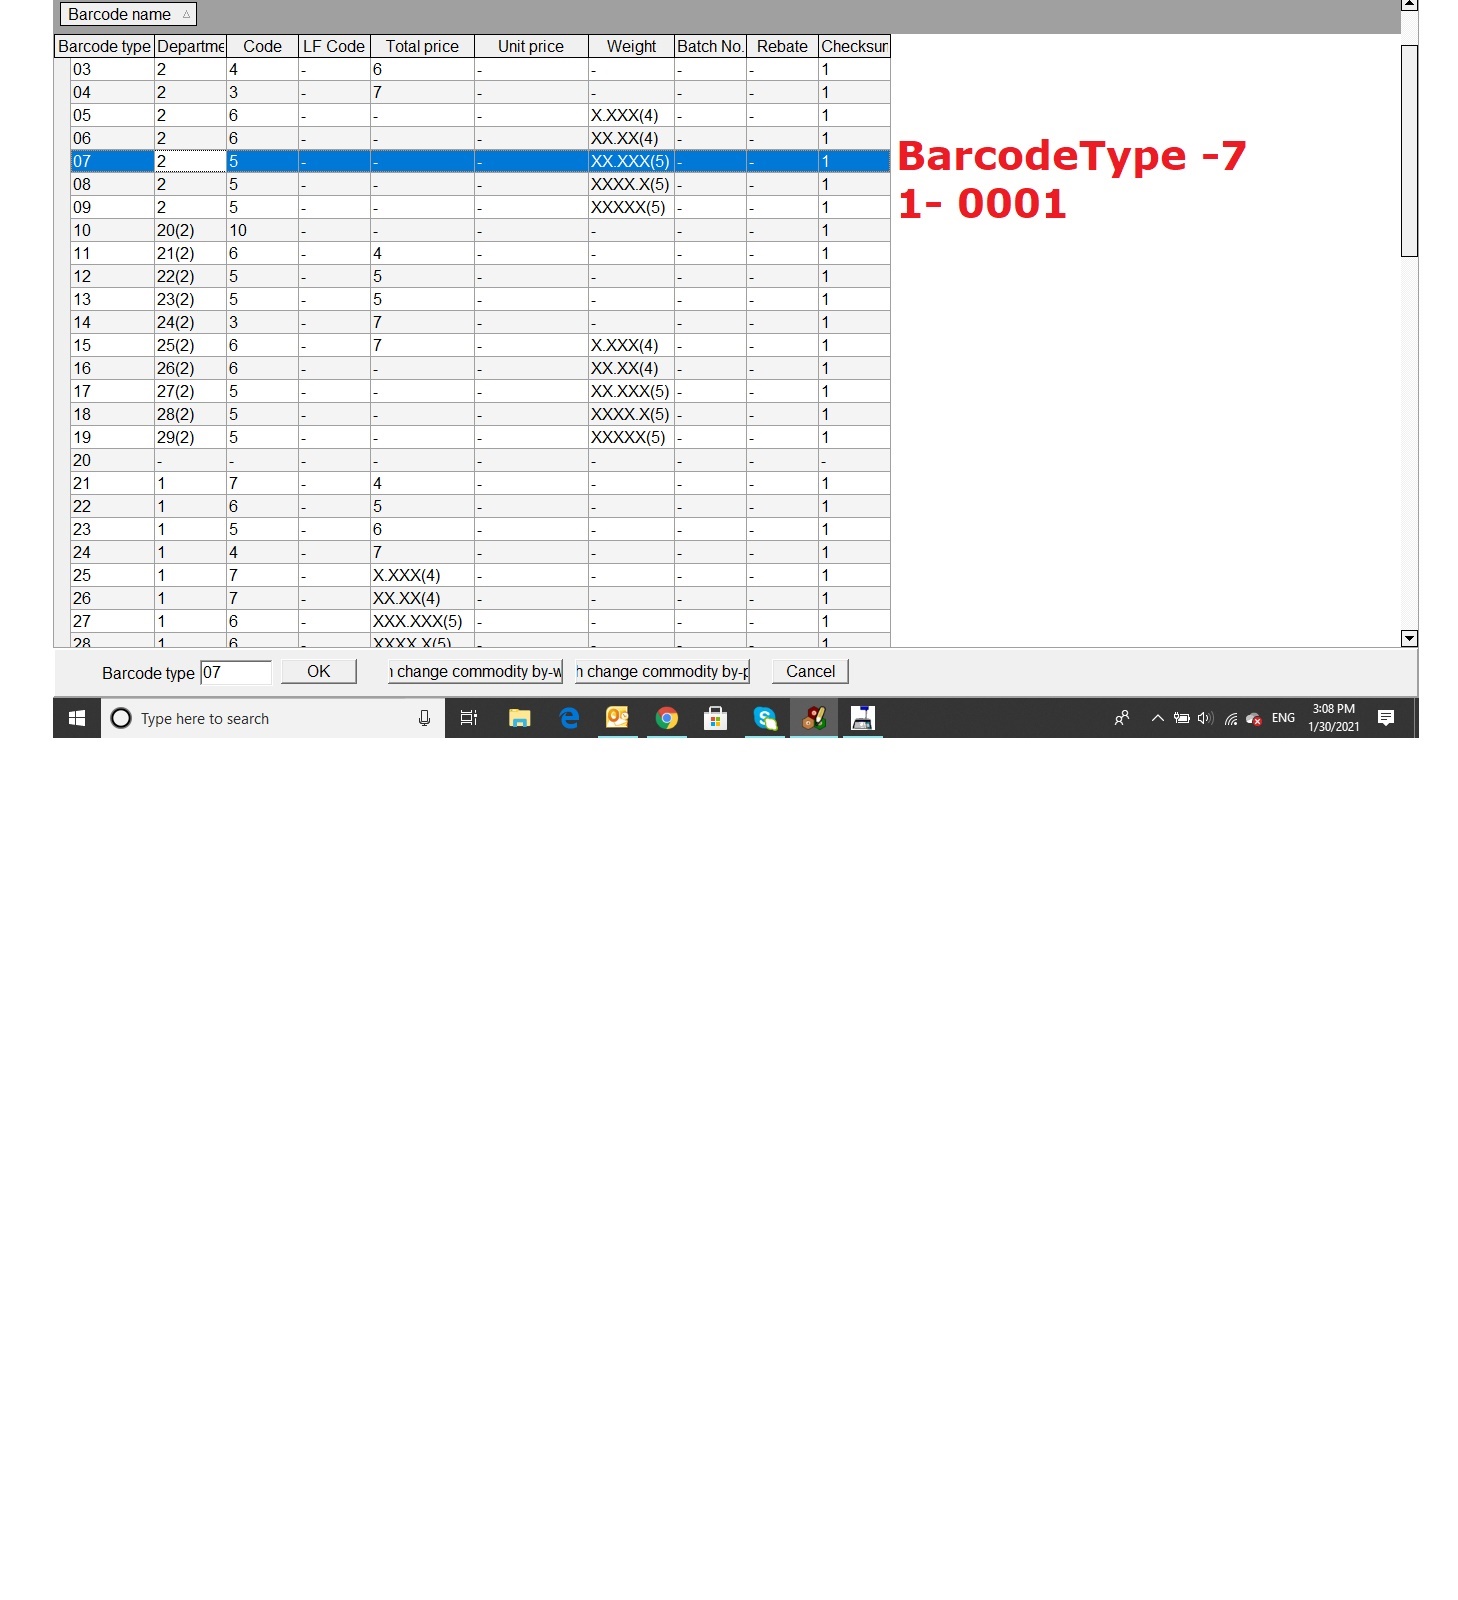 Barcode name
Barcode type Departme Code LF Code Total price Unit price Weight Batch No. Rebate Checksur
03 2 4 - 6 - - - - 1
04 2 3 - 7 - - - - 1
05 2 6 - - - X.XXX(4) - - 1
06 2 6 - - - XX.XX(4) - - 1
07 2 5 - - - XX.XXX(5) - - 1
BarcodeType -7
08 2 5 - - - XXXX.X(5) - - 1
09 2 5 - - - XXXXX(5) - - 1
1- 0001
10 20(2) 10 - - - - - - 1
11 21(2) 6 - 4 - - - - 1
12 22(2) 5 - 5 - - - - 1
13 23(2) 5 - 5 - - - - 1
14 24(2) 3 - 7 - - - - 1
15 25(2) 6 - 7 - X.XXX(4) - - 1
16 26(2) 6 - - - XX.XX(4) - - 1
17 27(2) 5 - - - XX.XXX(5) - - 1
18 28(2) 5 - - - XXXX.X(5) - - 1
19 29(2) 5 - - - XXXXX(5) - - 1
20 - - - - - - - - -
21 1 7 - 4 - - - - 1
22 1 6 - 5 - - - - 1
23 1 5 - 6 - - - - 1
24 1 4 - 7 - - - - 1
25 1 7 - X.XXX(4) - - - - 1
26 1 7 - XX.XX(4) - - - - 1
27 1 6 - XXX.XXX(5) - - - - 1
28 1 6 - XXXX.X(5) - - - - 1
Barcode type 07 OK change commodity by-w h change commodity by-p Cancel
Type here to search ENG 3:08 PM
1/30/2021